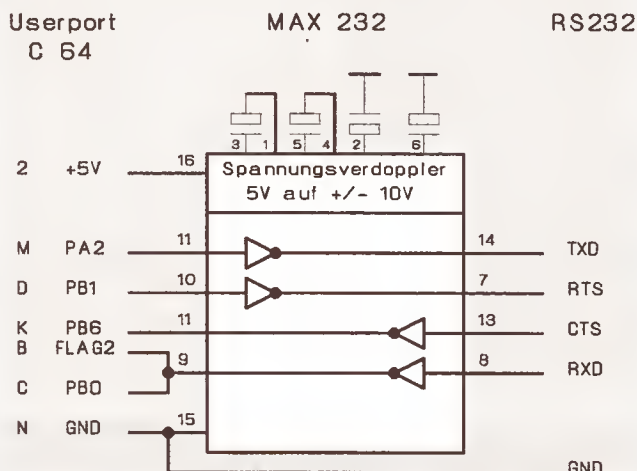 Userport MAX 232 RS232
C 64
3 1 5 4 2 6
2 +5V 16 Spannungsverdoppler
5V auf +/- 10V
M PA2 11 14 TXD
D PB1 10 7 RTS
K PB6 11 13 CTS
B FLAG2
9 8 RXD
C PB0
N GND 15
GND